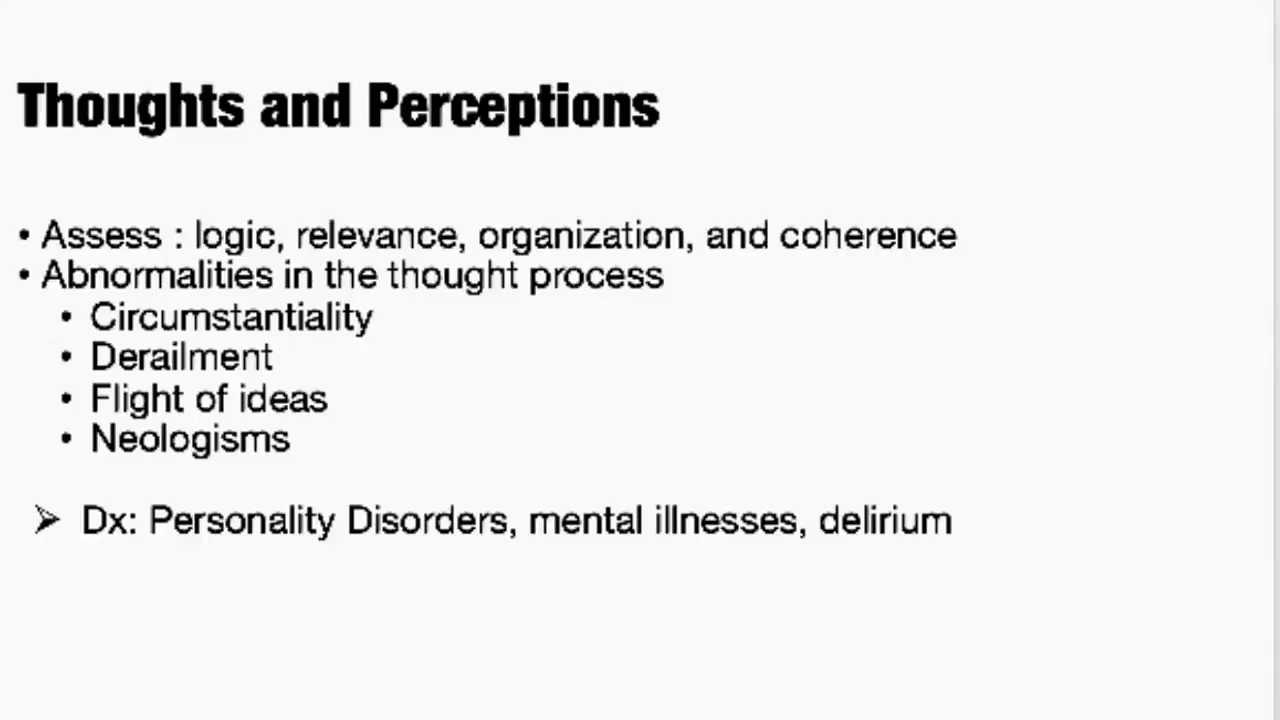 Thoughts and Perceptions
• Assess : logic, relevance, organization, and coherence
• Abnormalities in the thought process
• Circumstantiality
• Derailment
• Flight of ideas
• Neologisms
➢ Dx: Personality Disorders, mental illnesses, delirium